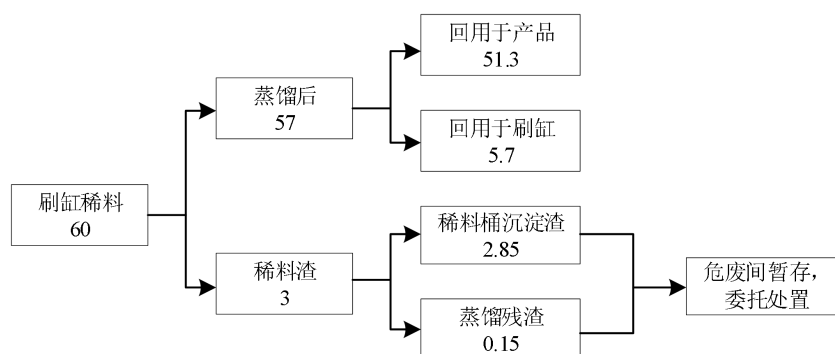 回用于产品
51.3
蒸馏后
57
回用于刷缸
5.7
刷缸稀料
60
稀料桶沉淀渣
2.85
稀料渣
3
危废间暂存，
委托处置
蒸馏残渣
0.15